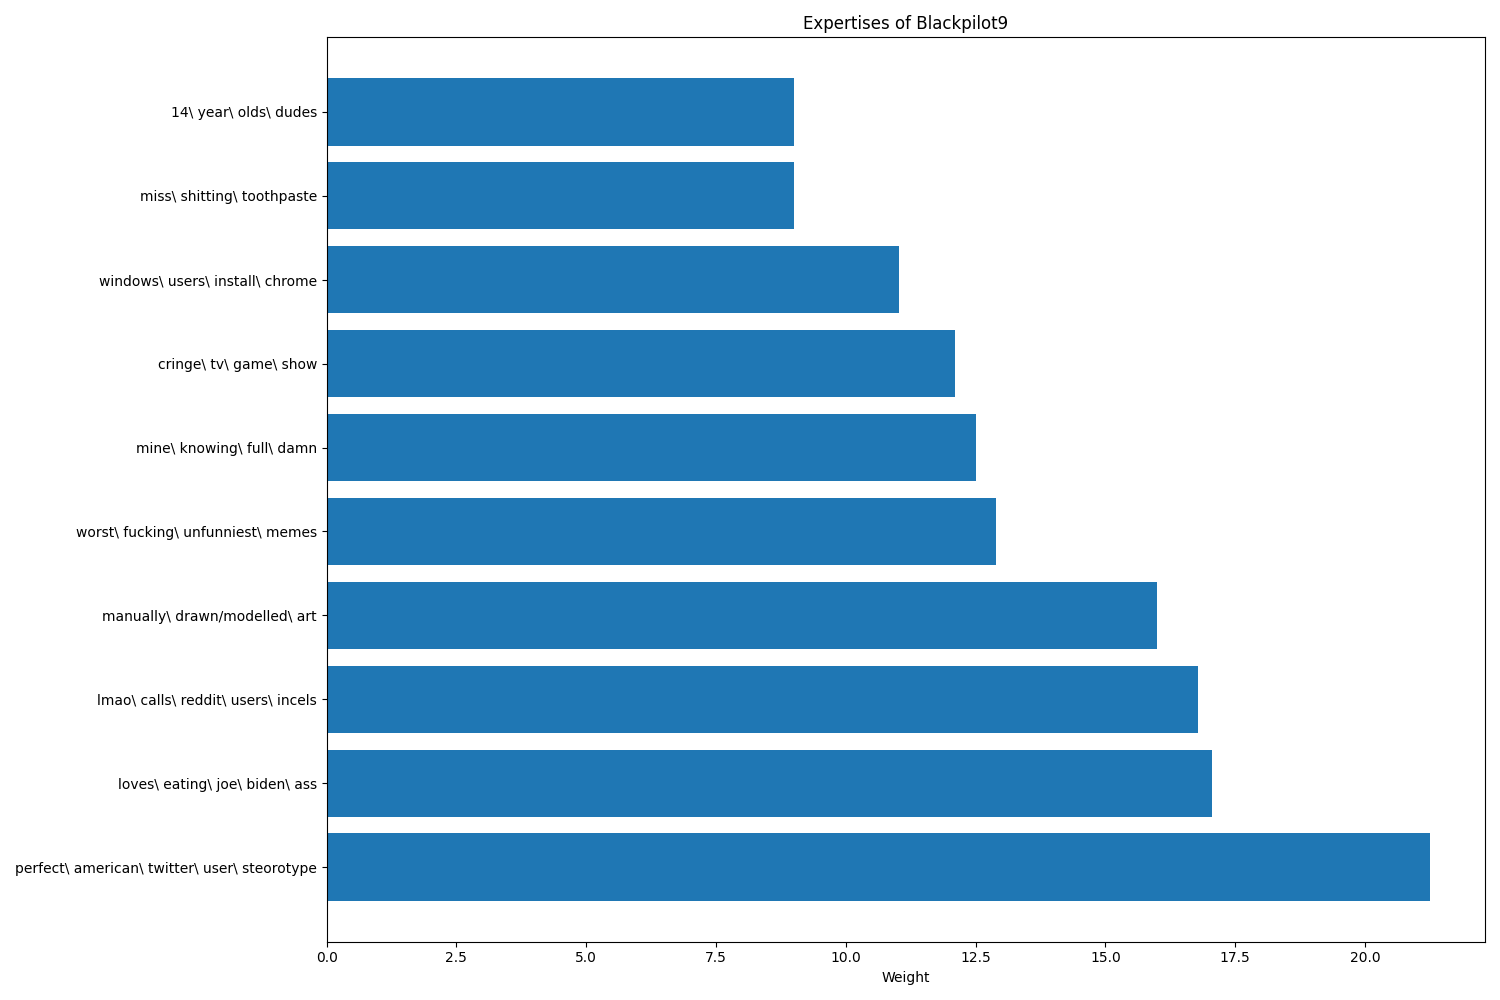 Expertises of Blackpilot9
14\ year\ olds\ dudes
miss\ shitting\ toothpaste
windows\ users\ install\ chrome
cringe\ tv\ game\ show
mine\ knowing\ full\ damn
worst\ fucking\ unfunniest\ memes
manually\ drawn/modelled\ art
lmao\ calls\ reddit\ users\ incels
loves\ eating\ joe\ biden\ ass
perfect\ american\ twitter\ user\ steorotype
0.0 2.5 5.0 7.5 10.0 12.5 15.0 17.5 20.0
Weight